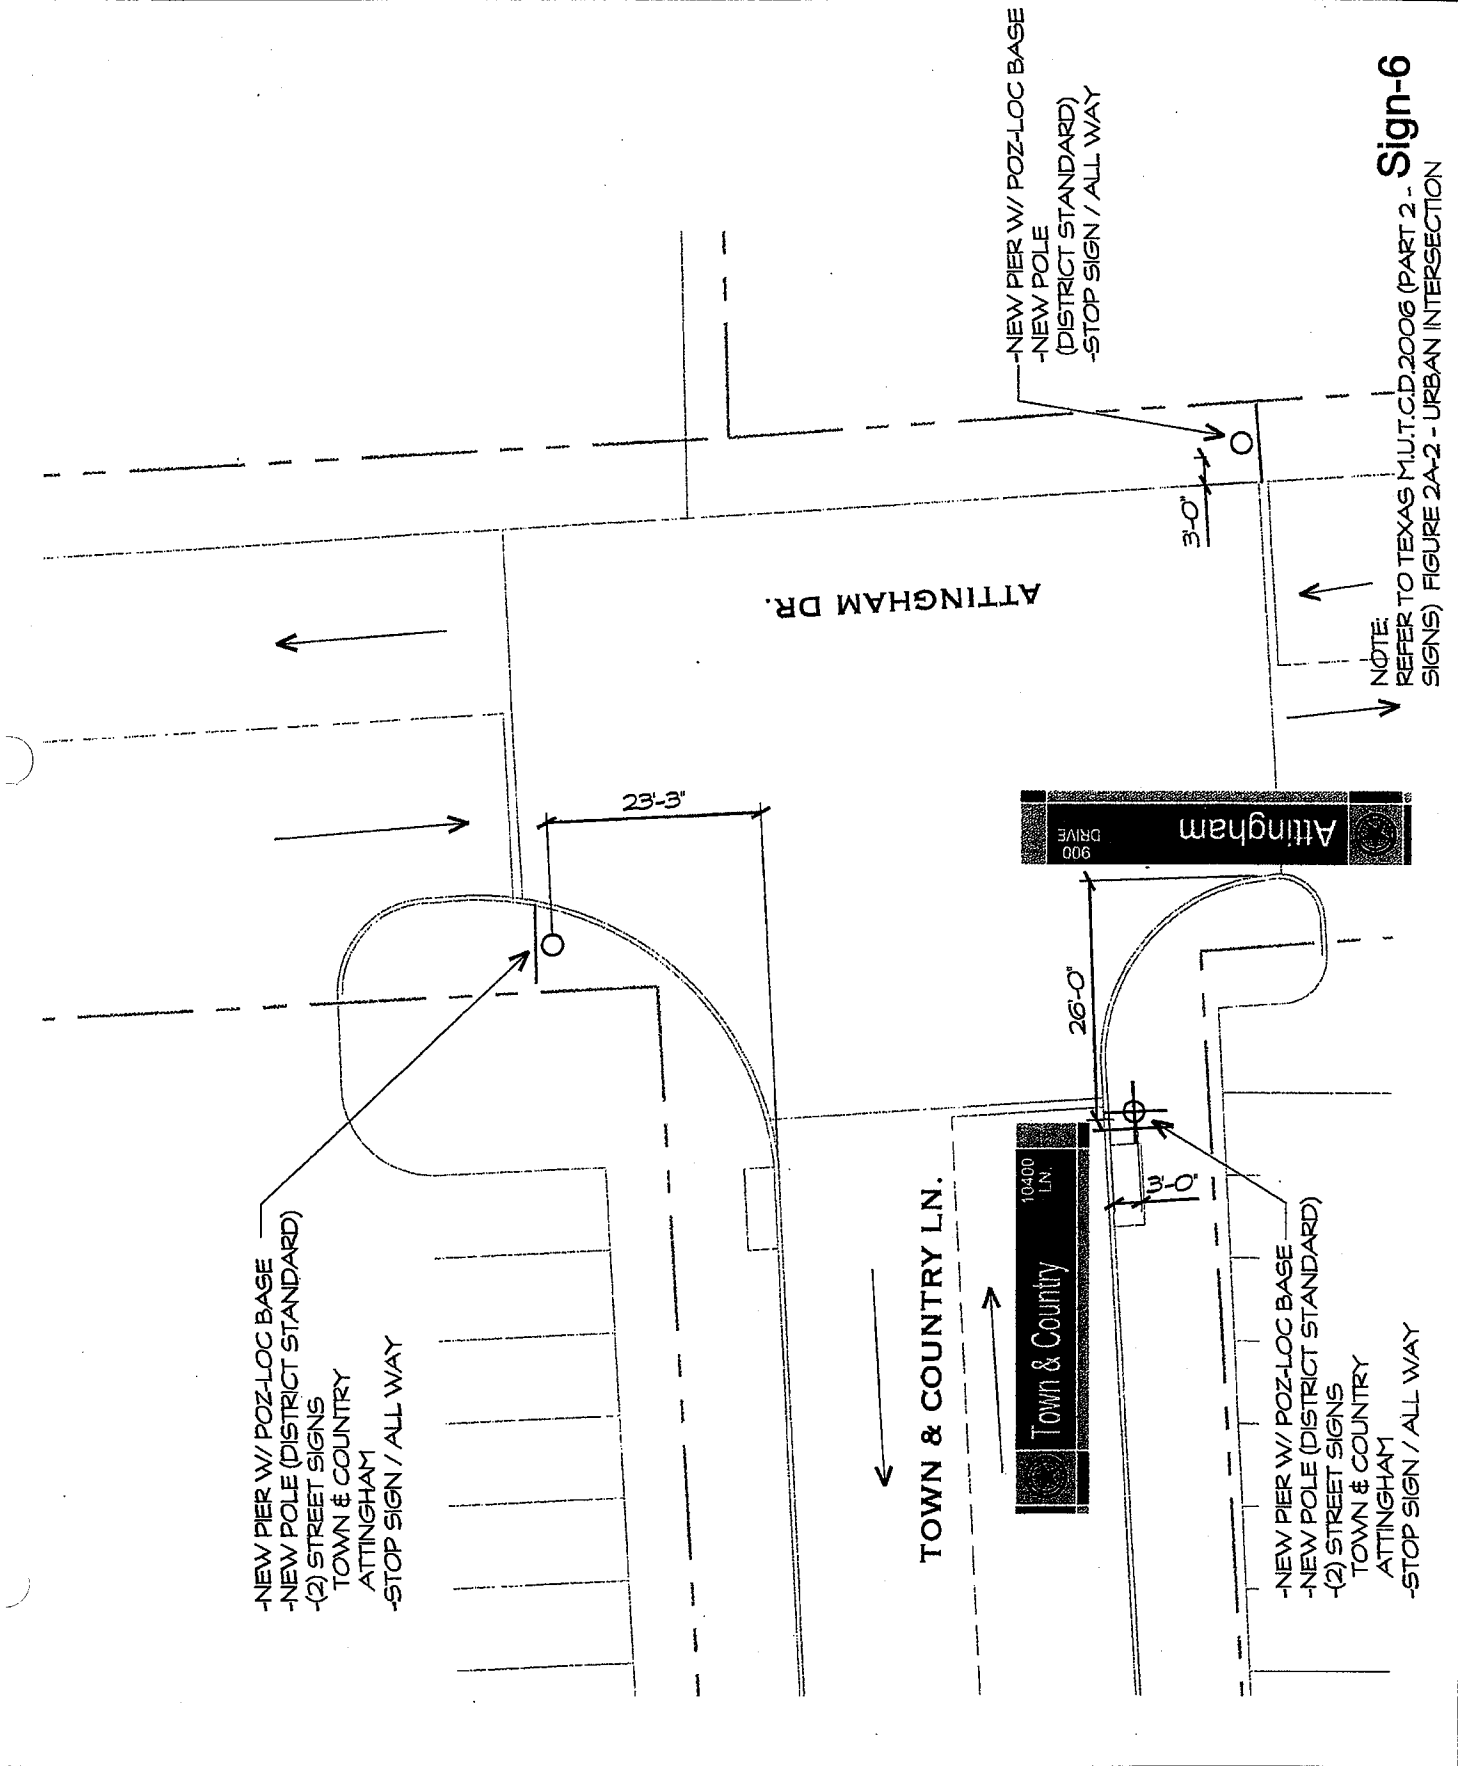 -NEW PIER W/ POZ-LOC BASE
-NEW POLE (DISTRICT STANDARD)
-(2) STREET SIGNS
TOWN & COUNTRY
ATTINGHAM
-STOP SIGN / ALL WAY
23'-3"
ATTINGHAM DR.
-NEW PIER W/ POZ-LOC BASE
-NEW POLE
(DISTRICT STANDARD)
-STOP SIGN / ALL WAY
3'-0"
TOWN & COUNTRY LN.
Town & Country
10400
LN.
26'-0"
900
DRIVE
Attingham
3'-0"
-NEW PIER W/ POZ-LOC BASE
-NEW POLE (DISTRICT STANDARD)
-(2) STREET SIGNS
TOWN & COUNTRY
ATTINGHAM
-STOP SIGN / ALL WAY
NOTE:
REFER TO TEXAS M.U.T.C.D.2006 (PART 2 -
SIGNS) FIGURE 2A-2 - URBAN INTERSECTION
Sign-6